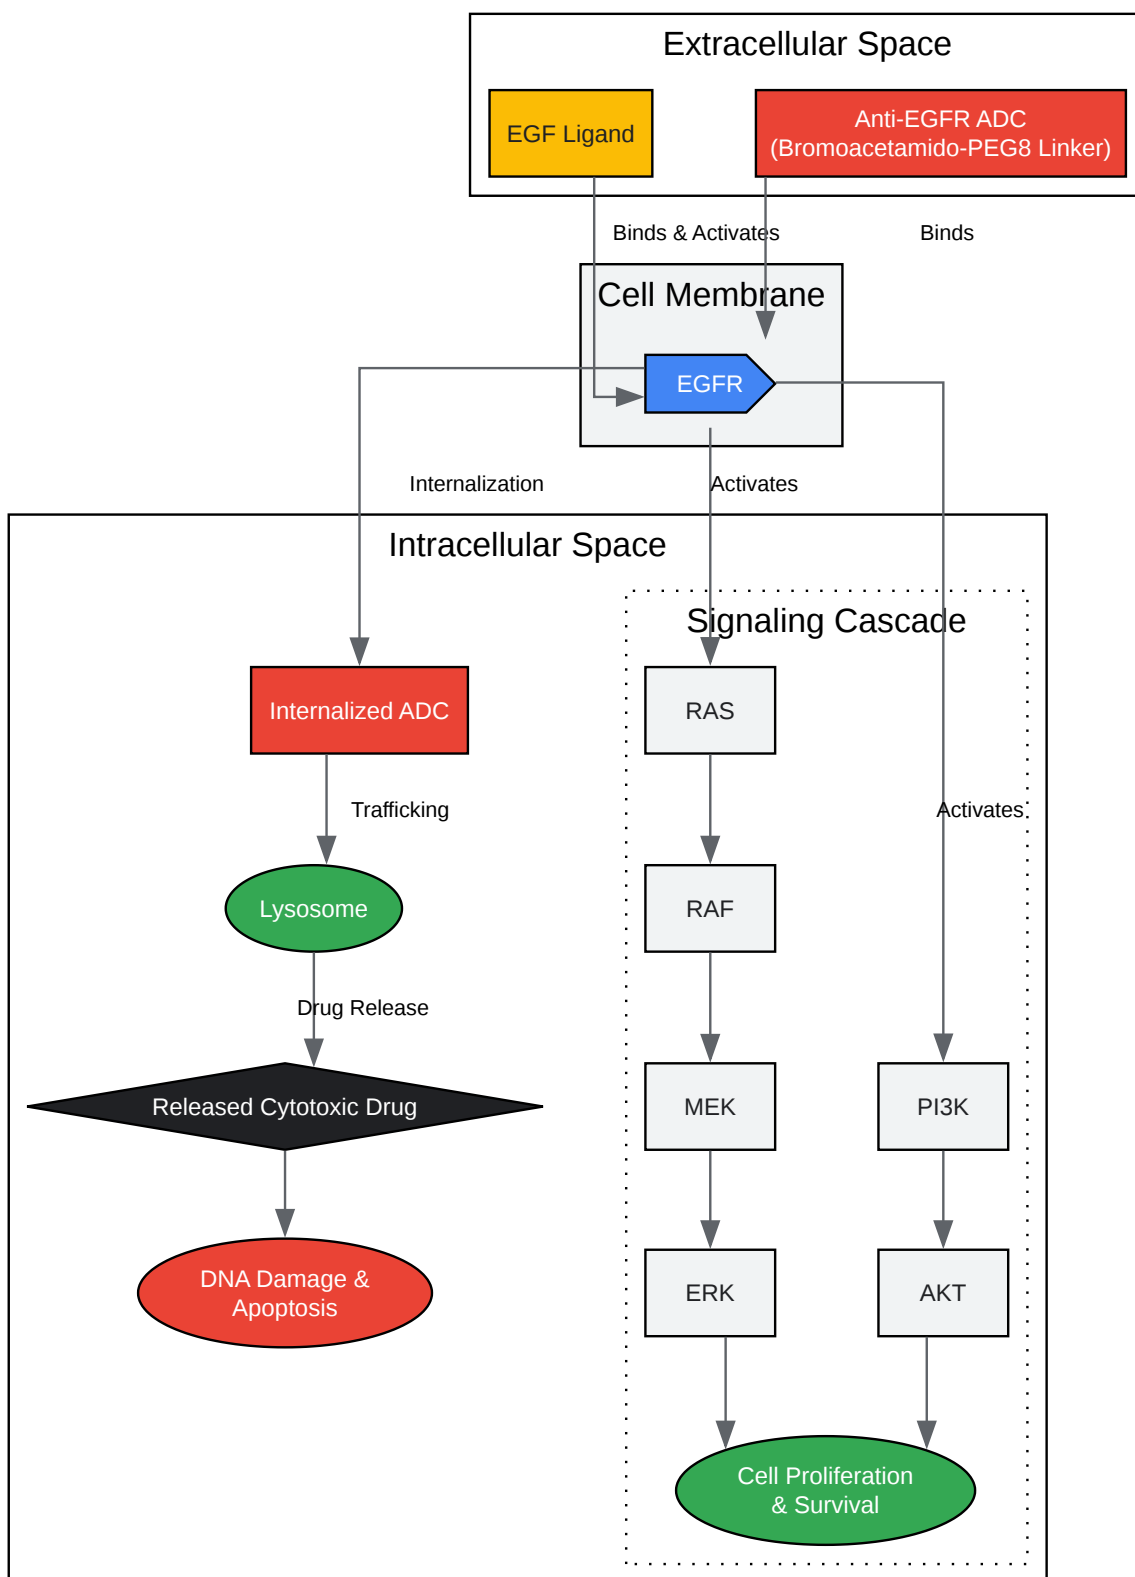 Extracellular Space
EGF Ligand
Anti-EGFR ADC
(Bromoacetamido-PEG8 Linker)
Binds & Activates
Binds
Cell Membrane
EGFR
Internalization
Activates
Intracellular Space
Signaling Cascade
Internalized ADC
RAS
Trafficking
Activates
Lysosome
RAF
Drug Release
Released Cytotoxic Drug
MEK
PI3K
DNA Damage &
Apoptosis
ERK
AKT
Cell Proliferation
& Survival